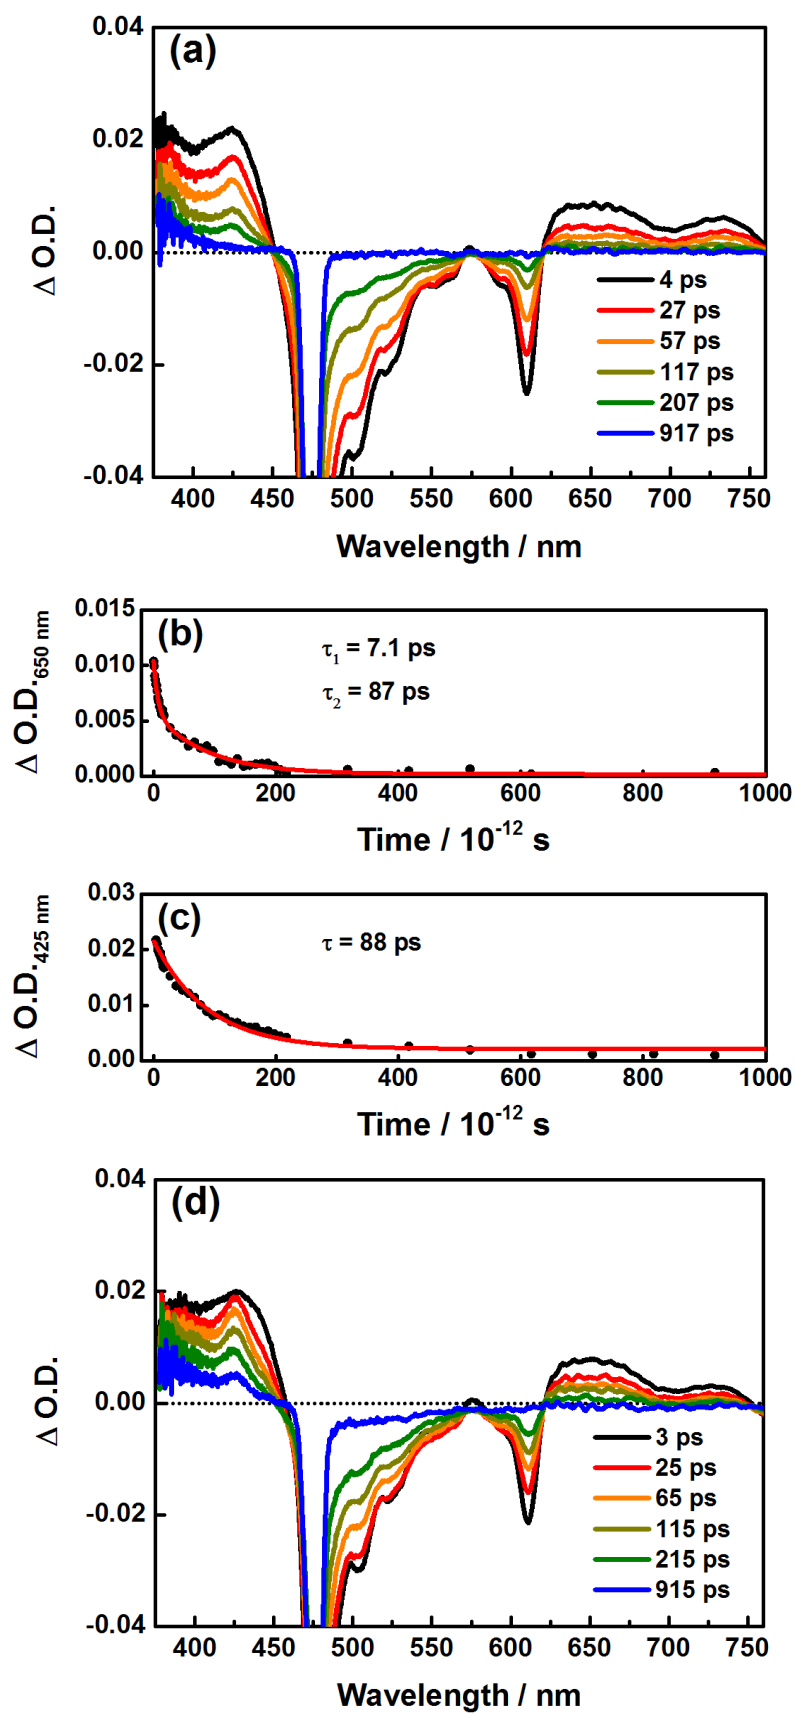 (a)
Δ O.D.
0.04
0.02
0.00
-0.02
-0.04
4 ps
27 ps
57 ps
117 ps
207 ps
917 ps
400 450 500 550 600 650 700 750
Wavelength / nm
(b)
Δ O.D.650 nm
0.015
0.010
0.005
0.000
τ1 = 7.1 ps
τ2 = 87 ps
0 200 400 600 800 1000
Time / 10-12 s
(c)
Δ O.D.425 nm
0.03
0.02
0.01
0.00
τ = 88 ps
0 200 400 600 800 1000
Time / 10-12 s
(d)
Δ O.D.
0.04
0.02
0.00
-0.02
-0.04
3 ps
25 ps
65 ps
115 ps
215 ps
915 ps
400 450 500 550 600 650 700 750
Wavelength / nm